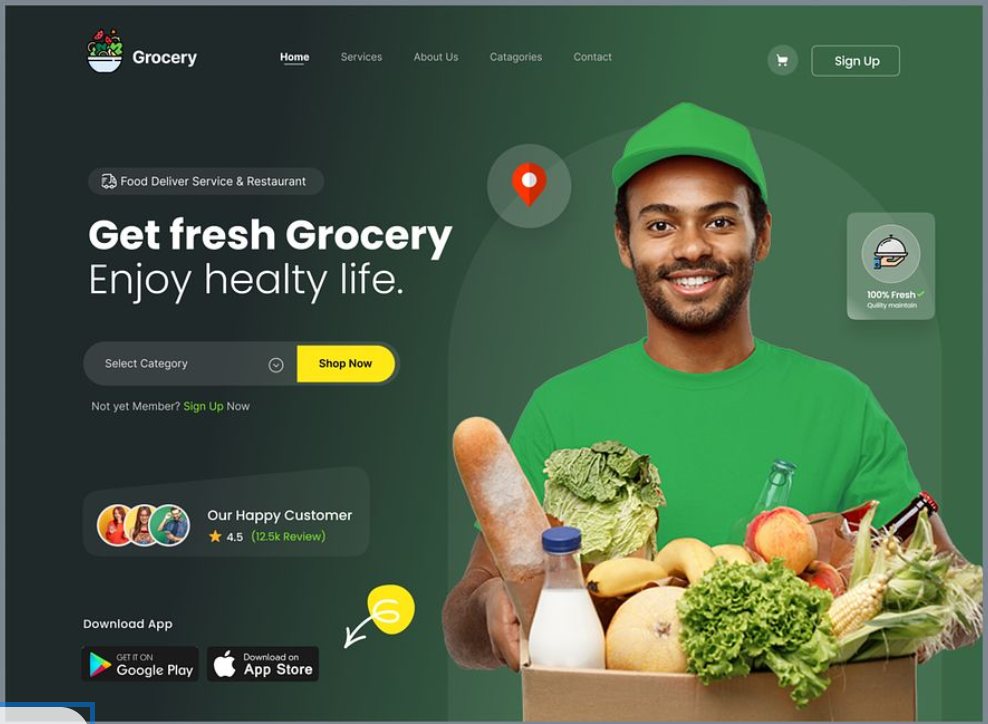 Grocery
Home Services About Us Catagories Contact
Sign Up
Food Deliver Service & Restaurant
Get fresh Grocery
Enjoy healty life.
Select Category
Shop Now
Not yet Member? Sign Up Now
100% Fresh
Quility maintain
Our Happy Customer
4.5 (12.5k Review)
Download App
GET IT ON
Google Play
Download on
App Store